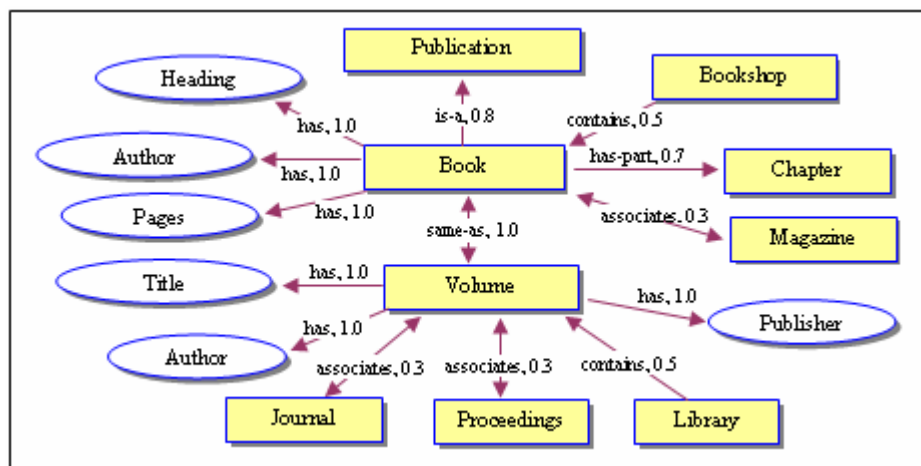 Publication
Heading
Bookshop
is-a, 0.8
contains, 0.5
has, 1.0
Author
Book
has-part, 0.7
Chapter
has, 1.0
Pages
has, 1.0
associates, 0.3
Magazine
same-as, 1.0
Title
has, 1.0
Volume
has, 1.0
Publisher
has, 1.0
Author
associates, 0.3
associates, 0.3
contains, 0.5
Journal
Proceedings
Library